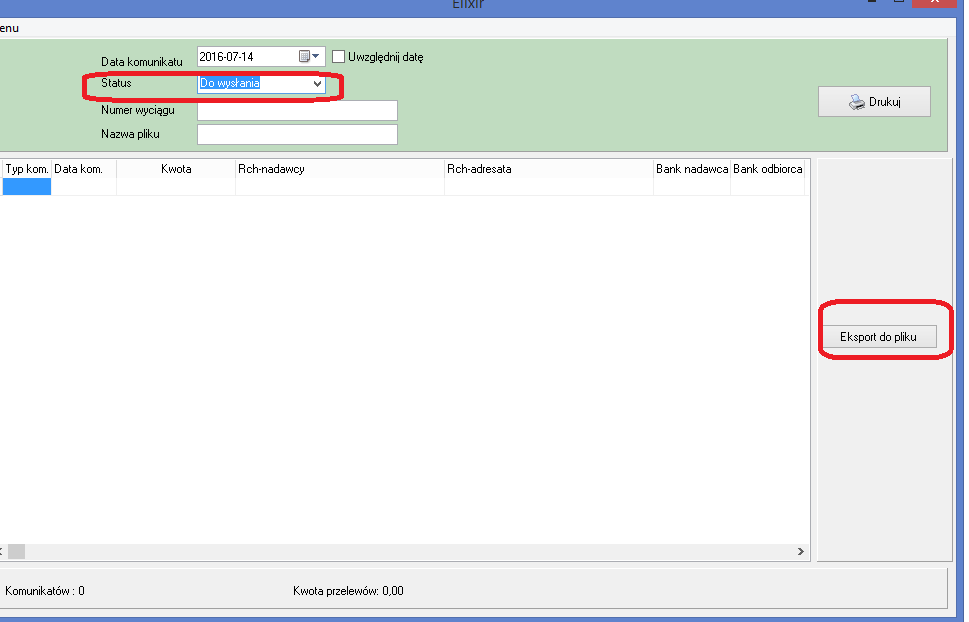 Elixir
enu
Data komunikatu 2016-07-14 Uwzględnij datę
Status Do wysłania
Numer wyciągu
Drukuj
Nazwa pliku
Typ kom. Data kom. Kwota Rch-nadawcy Rch-adresata Bank nadawca Bank odbiorca
Eksport do pliku
Komunikatów : 0 Kwota przelewów: 0,00